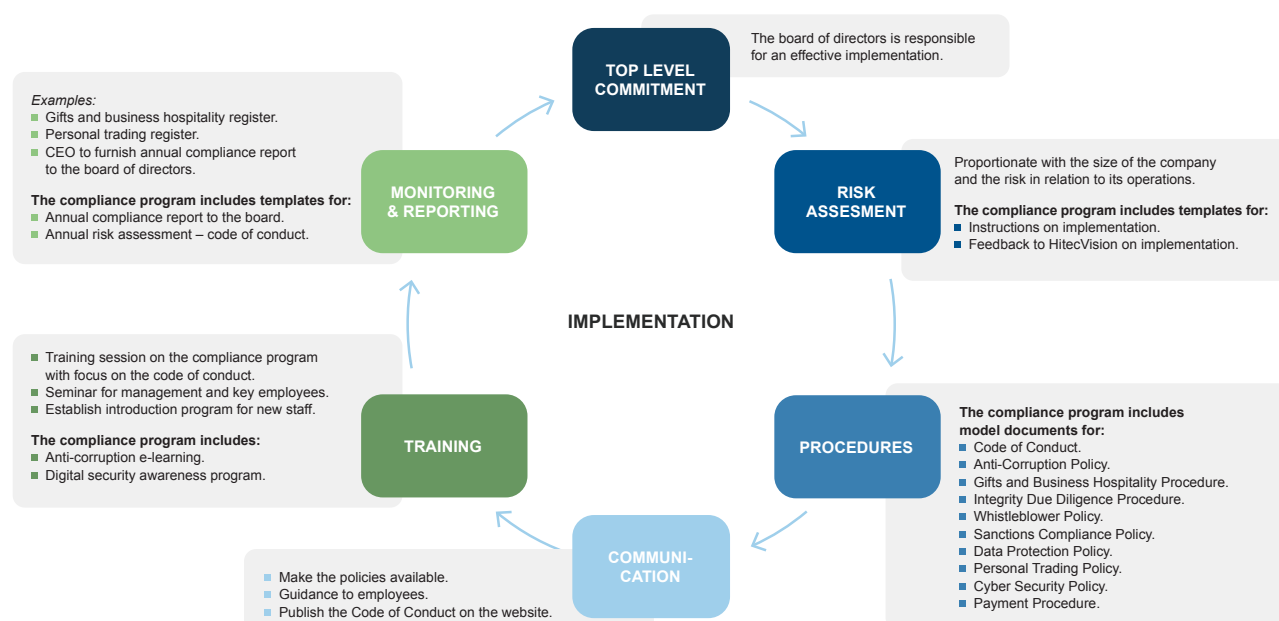 TOP LEVEL
COMMITMENT
The board of directors is responsible
for an effective implementation.
RISK
ASSESMENT
Proportionate with the size of the company
and the risk in relation to its operations.
The compliance program includes templates for:
Instructions on implementation.
Feedback to HitecVision on implementation.
PROCEDURES
The compliance program includes
model documents for:
Code of Conduct.
Anti-Corruption Policy.
Gifts and Business Hospitality Procedure.
Integrity Due Diligence Procedure.
Whistleblower Policy.
Sanctions Compliance Policy.
Data Protection Policy.
Personal Trading Policy.
Cyber Security Policy.
Payment Procedure.
COMMUNI-
CATION
Make the policies available.
Guidance to employees.
Publish the Code of Conduct on the website.
TRAINING
Training session on the compliance program
with focus on the code of conduct.
Seminar for management and key employees.
Establish introduction program for new staff.
The compliance program includes:
Anti-corruption e-learning.
Digital security awareness program.
MONITORING
& REPORTING
Examples:
Gifts and business hospitality register.
Personal trading register.
CEO to furnish annual compliance report
to the board of directors.
The compliance program includes templates for:
Annual compliance report to the board.
Annual risk assessment – code of conduct.
IMPLEMENTATION